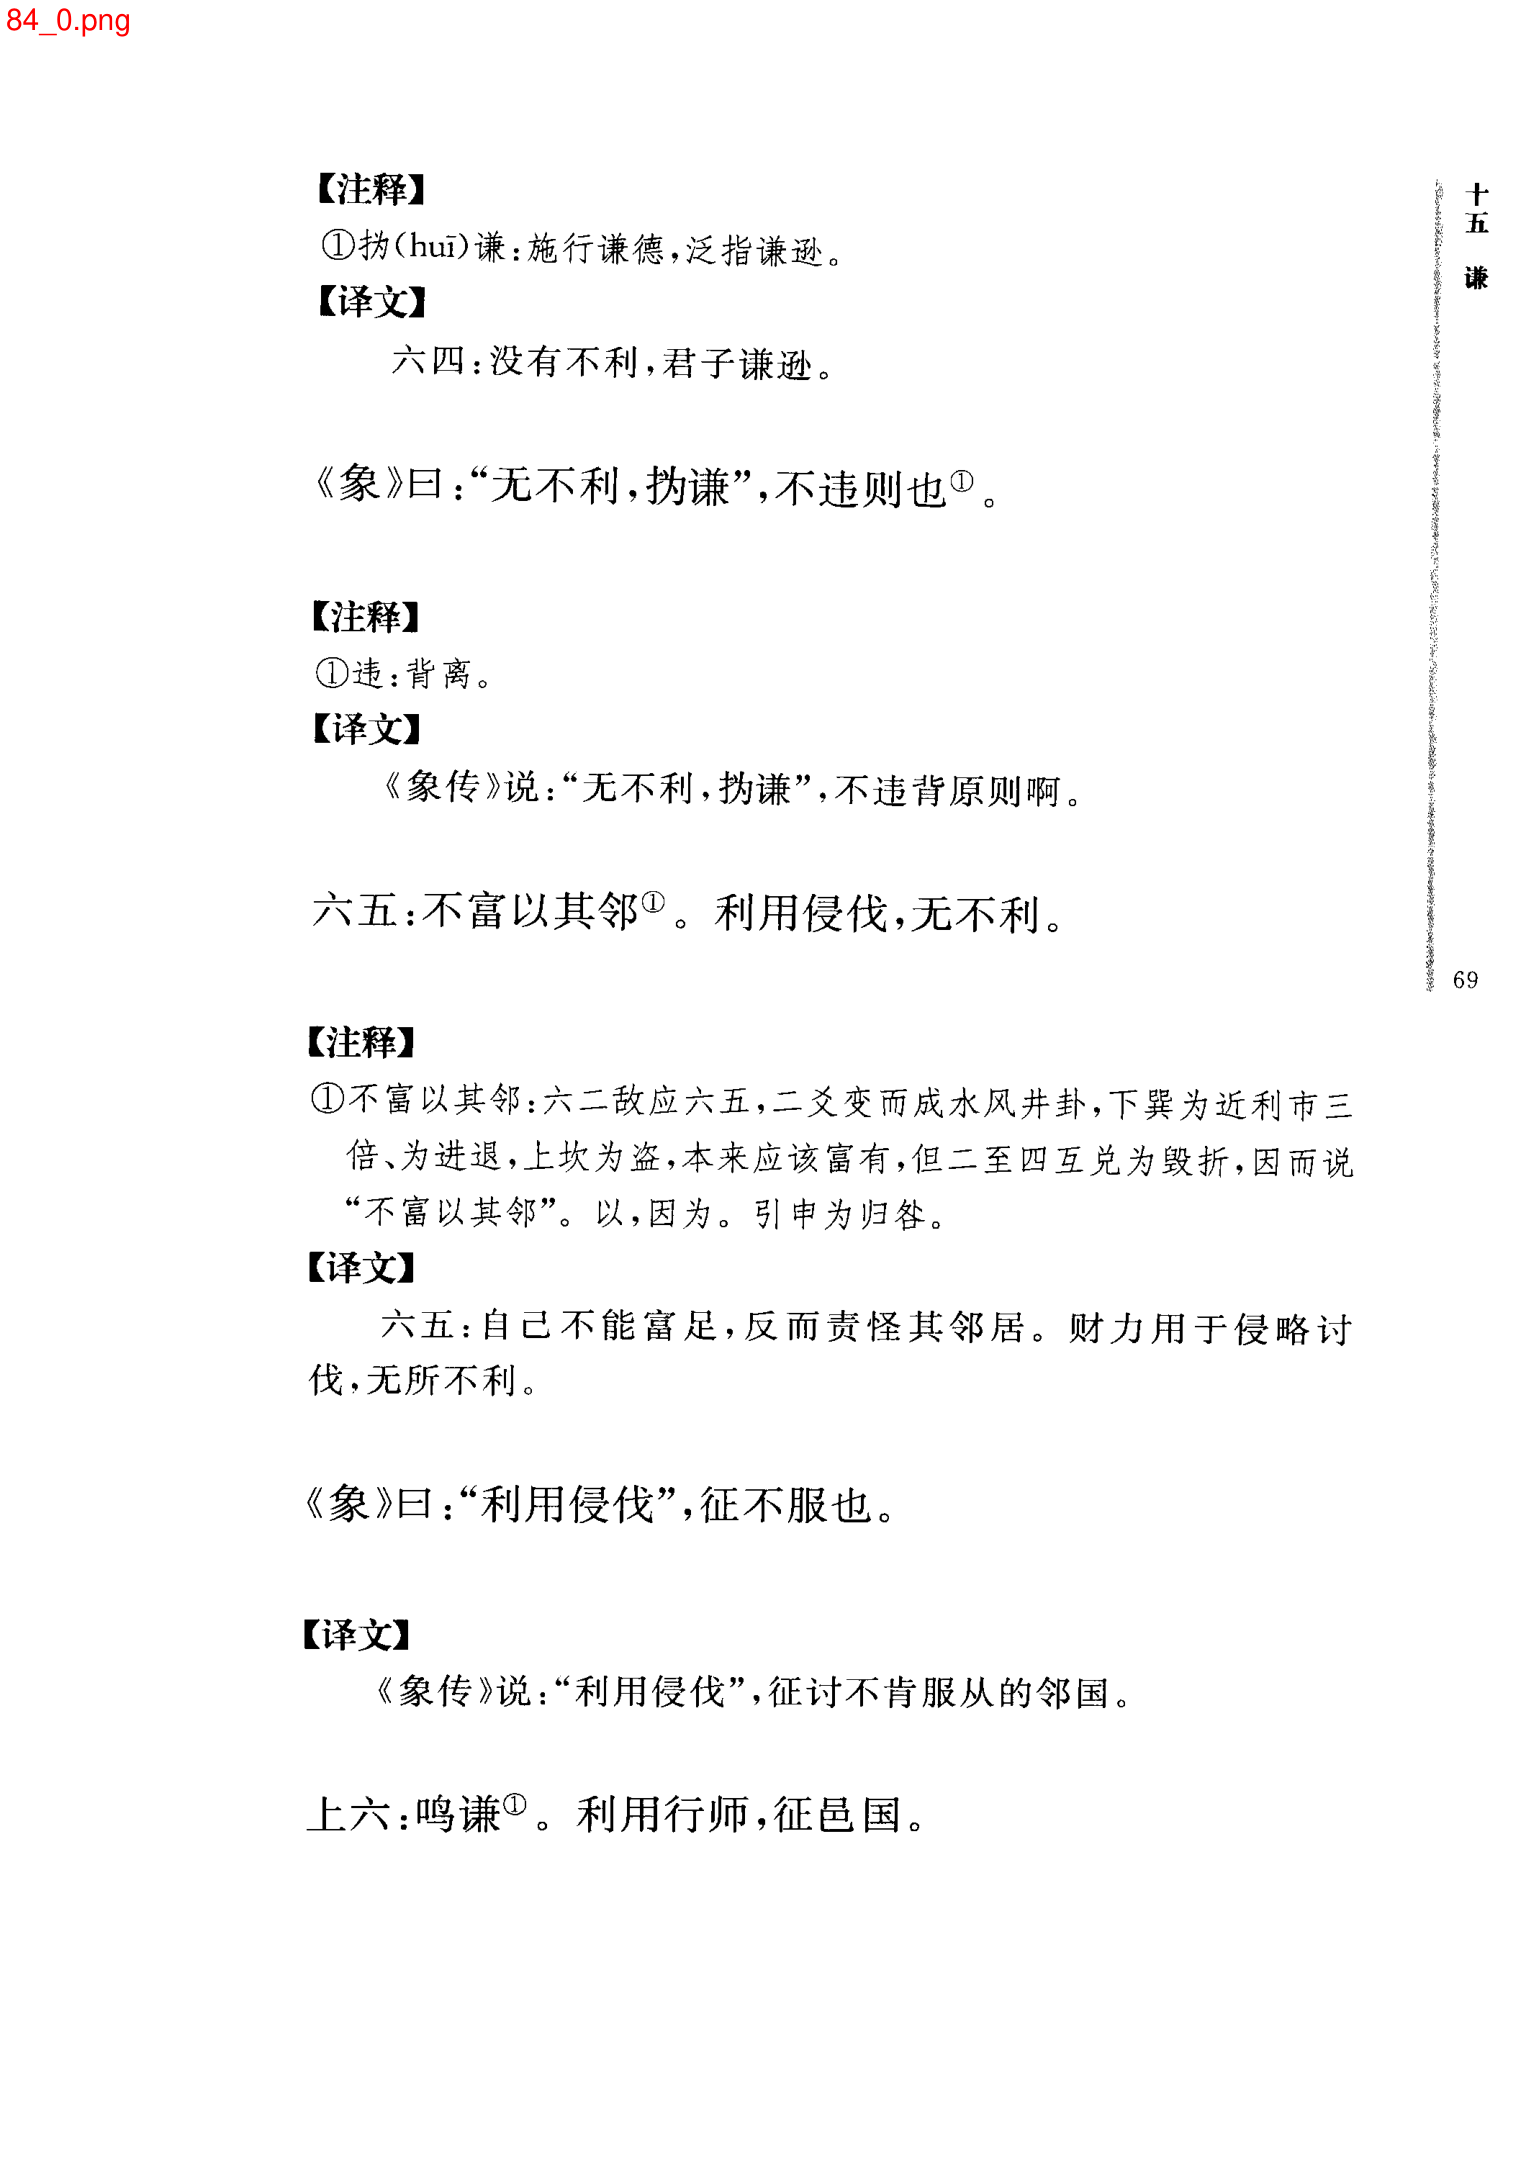 84_0.png
【注释】
①㧑(huī)谦:施行谦德,泛指谦逊。
【译文】
六四:没有不利,君子谦逊。
《象》曰:“无不利,㧑谦”,不违则也①。
【注释】
①违:背离。
【译文】
《象传》说:“无不利,㧑谦”,不违背原则啊。
六五:不富以其邻①。利用侵伐,无不利。
【注释】
①不富以其邻:六二敌应六五,二爻变而成水风井卦,下巽为近利市三
倍、为进退,上坎为盗,本来应该富有,但二至四互兑为毁折,因而说
“不富以其邻”。以,因为。引申为归咎。
【译文】
六五:自己不能富足,反而责怪其邻居。财力用于侵略讨
伐,无所不利。
《象》曰:“利用侵伐”,征不服也。
【译文】
《象传》说:“利用侵伐”,征讨不肯服从的邻国。
上六:鸣谦①。利用行师,征邑国。
十五 谦
69